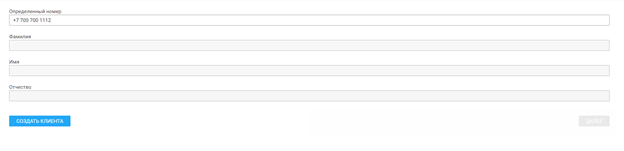 Определенный номер
+7 700 700 1112
Фамилия
Имя
Отчество
СОЗДАТЬ КЛИЕНТА